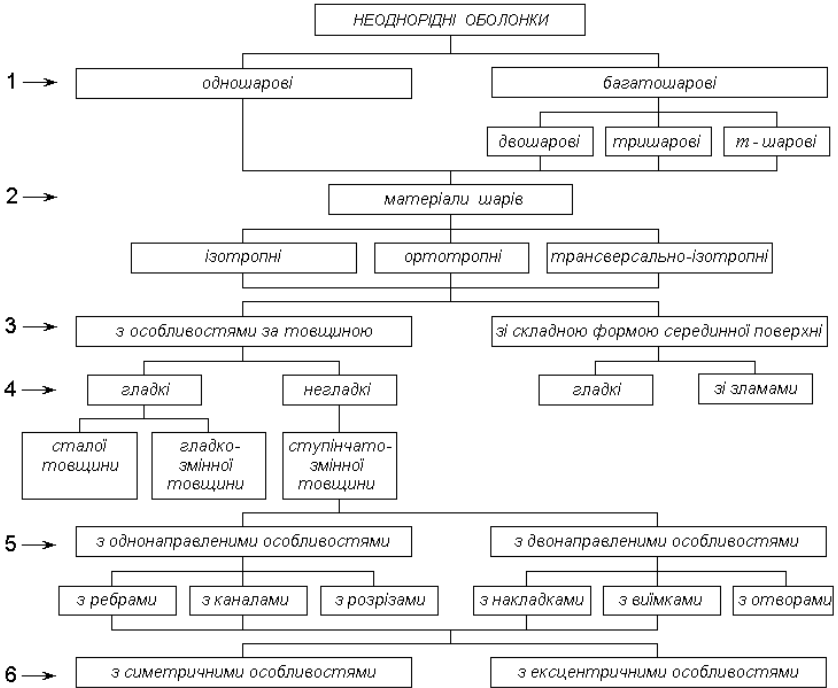 НЕОДНОРІДНІ ОБОЛОНКИ
1
одношарові
багатошарові
двошарові
тришарові
m - шарові
2
матеріали шарів
ізотропні
ортотропні
трансверсально-ізотропні
3
з особливостями за товщиною
зі складною формою серединної поверхні
4
гладкі
негладкі
гладкі
зі зламами
сталої
товщини
гладко-
змінної
товщини
ступінчато-
змінної
товщини
5
з однонаправленими особливостями
з двонаправленими особливостями
з ребрами
з каналами
з розрізами
з накладками
з виїмками
з отворами
6
з симетричними особливостями
з ексцентричними особливостями